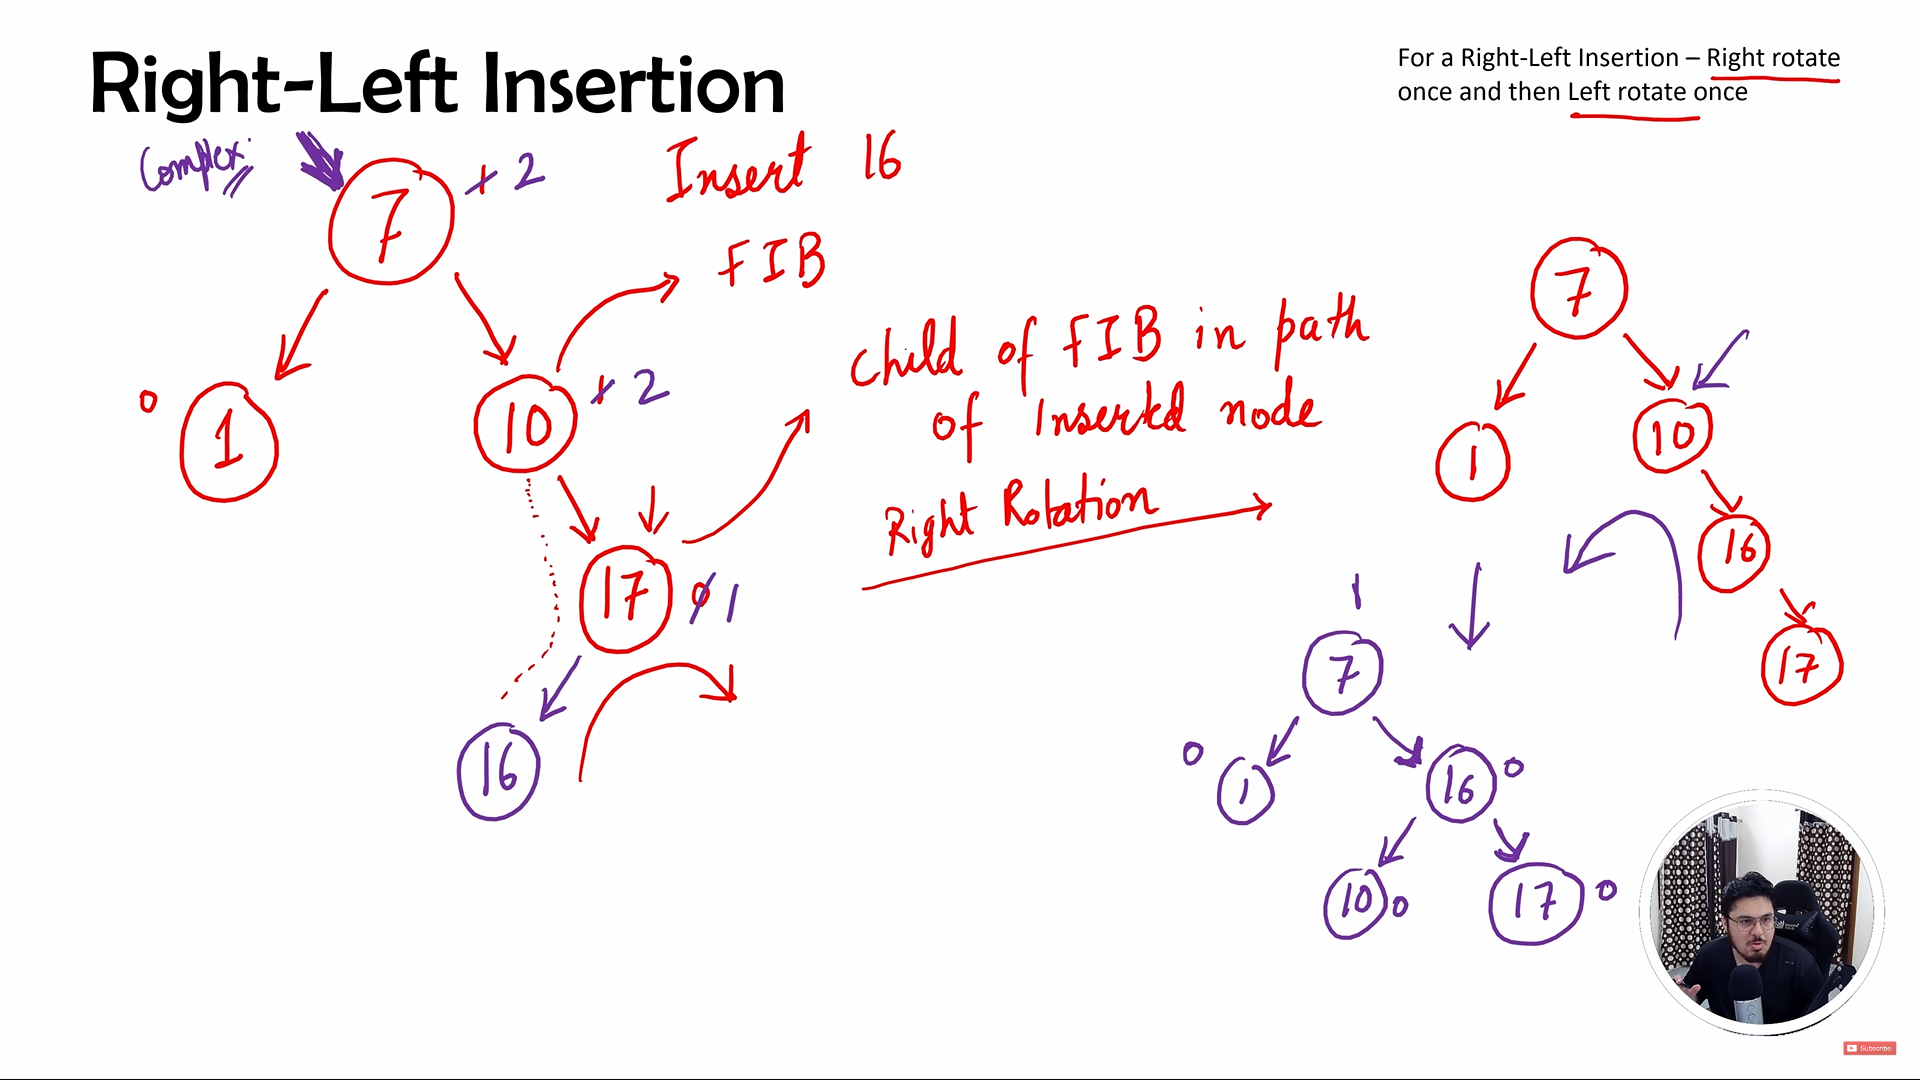 Right-Left Insertion
For a Right-Left Insertion – Right rotate
once and then Left rotate once
Complex
7
2
Insert 16
FIB
0
1
10
2
17
0 1
16
Child of FIB in path
of Inserted node
Right Rotation
7
1
10
16
17
1
7
0
1
16
0
10
0
17
0
Subscribe